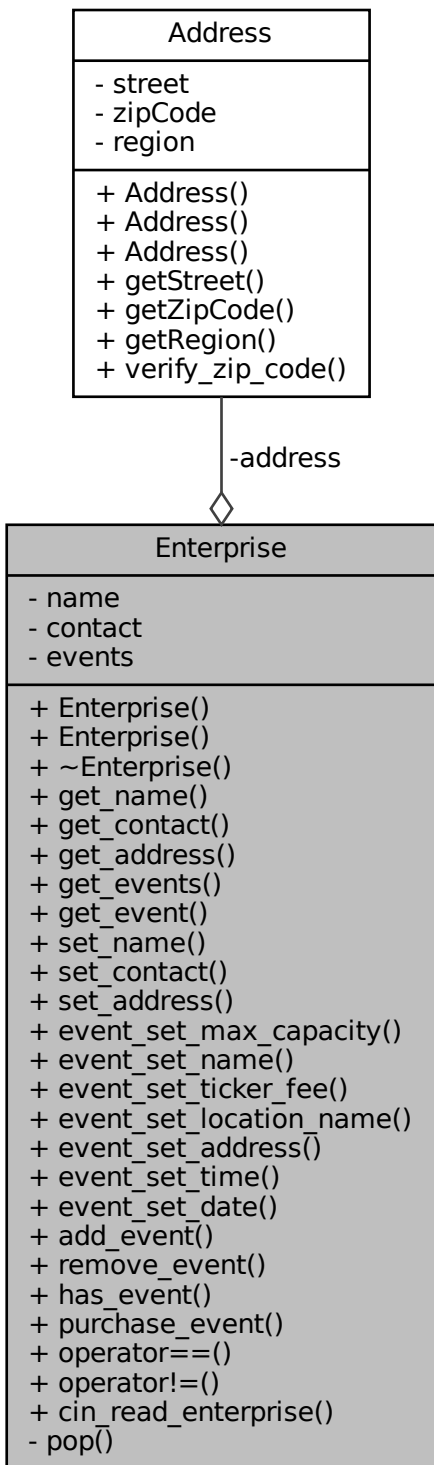 Address
- street
- zipCode
- region
+ Address()
+ Address()
+ Address()
+ getStreet()
+ getZipCode()
+ getRegion()
+ verify_zip_code()
-address
Enterprise
- name
- contact
- events
+ Enterprise()
+ Enterprise()
+ ~Enterprise()
+ get_name()
+ get_contact()
+ get_address()
+ get_events()
+ get_event()
+ set_name()
+ set_contact()
+ set_address()
+ event_set_max_capacity()
+ event_set_name()
+ event_set_ticker_fee()
+ event_set_location_name()
+ event_set_address()
+ event_set_time()
+ event_set_date()
+ add_event()
+ remove_event()
+ has_event()
+ purchase_event()
+ operator==()
+ operator!=()
+ cin_read_enterprise()
- pop()